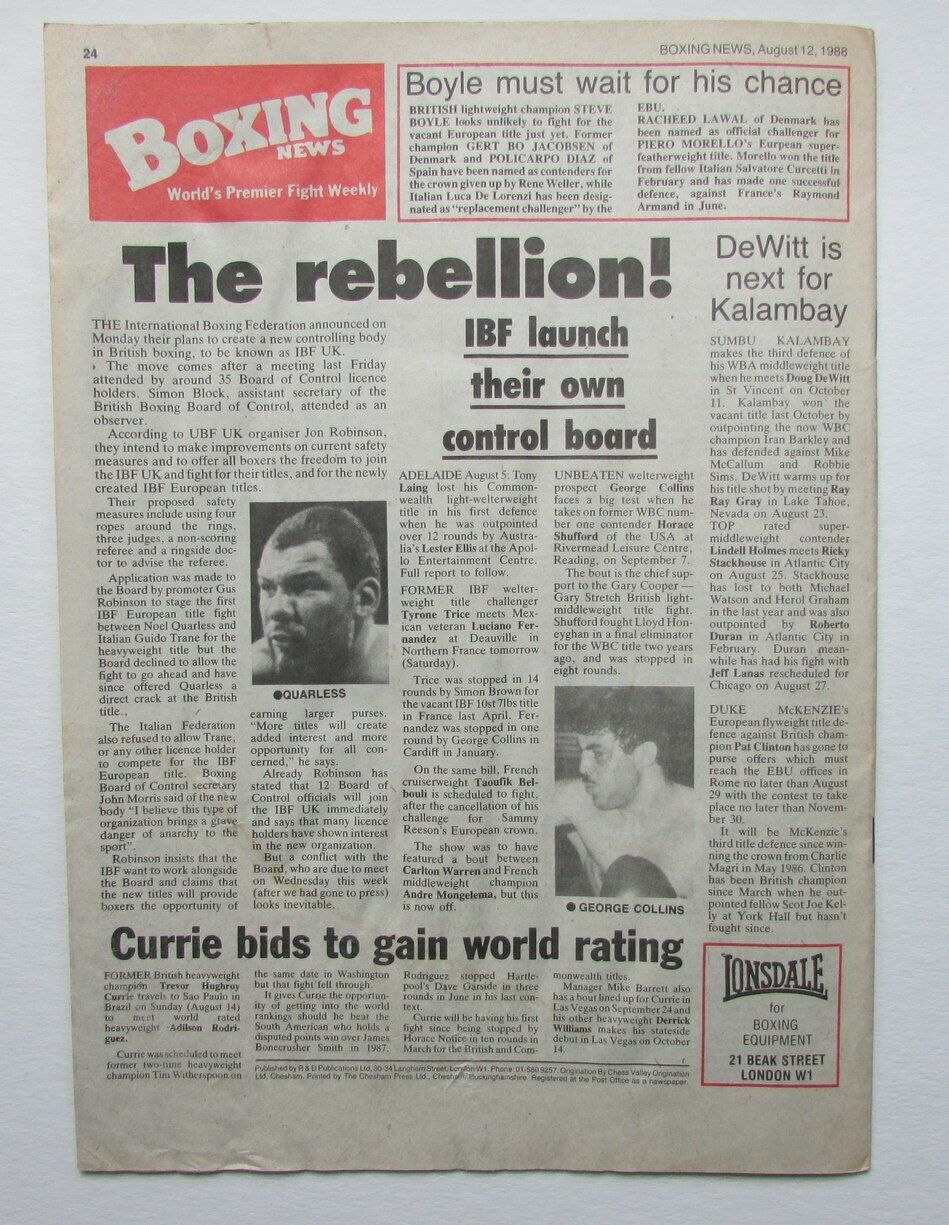 24
BOXING NEWS, August 12, 1988
BOXING
NEWS
World's Premier Fight Weekly
Boyle must wait for his chance
BRITISH lightweight champion STEVE
BOYLE looks unlikely to fight for the
vacant European title just yet. Former
champion GERT BO JACOBSEN of
Denmark and POLICARPO DIAZ of
Spain have been named as contenders for
the crown given up by Rene Weller, while
Italian Luca De Lorenzi has been desig-
nated as "replacement challenger" by the
EBU.
RACHEED LAWAL of Denmark has
been named as official challenger for
PIERO MORELLO's Eurpean super-
featherweight title. Morello won the title
from fellow Italian Salvatore Curcetti in
February and has made one successful
defence, against France's Raymond
Armand in June.
The rebellion!
IBF launch
their own
control board
THE International Boxing Federation announced on
Monday their plans to create a new controlling body
in British boxing, to be known as IBF UK.
The move comes after a meeting last Friday
attended by around 35 Board of Control licence
holders. Simon Block, assistant secretary of the
British Boxing Board of Control, attended as an
observer.
According to UBF UK organiser Jon Robinson,
they intend to make improvements on current safety
measures and to offer all boxers the freedom to join
the IBF UK and fight for their titles, and for the newly
created IBF European titles.
Their proposed safety
measures include using four
ropes around the rings,
three judges, a non-scoring
referee and a ringside doc-
tor to advise the referee.
Application was made to
the Board by promoter Gus
Robinson to stage the first
IBF European title fight
between Noel Quarless and
Italian Guido Trane for the
heavyweight title but the
Board declined to allow the
fight to go ahead and have
since offered Quarless a
direct crack at the British
title.,
The Italian Federation
also refused to allow Trane,
or any other licence holder
to compete for the IBF
European title. Boxing
Board of Control secretary
John Morris said of the new
body "I believe this type of
organization brings a grave
danger of anarchy to the
sport".
Robinson insists that the
IBF want to work alongside
the Board and claims that
the new titles will provide
boxers the opportunity of
●QUARLESS
earning larger purses.
"More titles will create
added interest and more
opportunity for all con-
cerned," he says.
Already Robinson has
stated that 12 Board of
Control officials will join
the IBF UK immediately
and says that many licence
holders have shown interest
in the new organization.
But a conflict with the
Board, who are due to meet
on Wednesday this week
(after we had gone to press)
looks inevitable.
ADELAIDE August 5: Tony
Laing lost his Common-
wealth light-welterweight
title in his first defence
when he was outpointed
over 12 rounds by Austra-
lia's Lester Ellis at the Apol-
lo Entertainment Centre.
Full report to follow.
FORMER IBF welter-
weight title challenger
Tyrone Trice meets Mex-
ican veteran Luciano Fer-
nandez at Deauville in
Northern France tomorrow
(Saturday).
Trice was stopped in 14
rounds by Simon Brown for
the vacant IBF 10st 7lbs title
in France last April. Fer-
nandez was stopped in one
round by George Collins in
Cardiff in January.
On the same bill, French
cruiserweight Taoufik Bel-
bouli is scheduled to fight,
after the cancellation of his
challenge for Sammy
Reeson's European crown.
The show was to have
featured a bout between
Carlton Warren and French
middleweight champion
Andre Mongelema, but this
is now off.
UNBEATEN welterweight
prospect George Collins
faces a big test when he
takes on former WBC num-
ber one contender Horace
Shufford of the USA at
Rivermead Leisure Centre,
Reading, on September 7.
The bout is the chief sup-
port to the Gary Cooper —
Gary Stretch British light-
middleweight title fight.
Shufford fought Lloyd Hon-
eyghan in a final eliminator
for the WBC title two years
ago, and was stopped in
eight rounds.
● GEORGE COLLINS
DeWitt is
next for
Kalambay
SUMBU KALAMBAY
makes the third defence of
his WBA middleweight title
when he meets Doug DeWitt
in St Vincent on October
11. Kalambay won the
vacant title last October by
outpointing the now WBC
champion Iran Barkley and
has defended against Mike
McCallum and Robbie
Sims. DeWitt warms up for
his title shot by meeting Ray
Ray Gray in Lake Tahoe,
Nevada on August 23.
TOP rated super-
middleweight contender
Lindell Holmes meets Ricky
Stackhouse in Atlantic City
on August 25. Stackhouse
has lost to both Michael
Watson and Herol Graham
in the last year and was also
outpointed by Roberto
Duran in Atlantic City in
February. Duran mean-
while has had his fight with
Jeff Lanas rescheduled for
Chicago on August 27.
DUKE McKENZIE's
European flyweight title de-
fence against British cham-
pion Pat Clinton has gone to
purse offers which must
reach the EBU offices in
Rome no later than August
29 with the contest to take
place no later than Novem-
ber 30.
It will be McKenzie's
third title defence since win-
ning the crown from Charlie
Magri in May 1986. Clinton
has been British champion
since March when he out-
pointed fellow Scot Joe Kel-
ly at York Hall but hasn't
fought since.
Currie bids to gain world rating
FORMER British heavyweight
champion Trevor Hughroy
Currie travels to Sao Paulo in
Brazil on Sunday (August 14)
to meet world rated
heavyweight Adilson Rodri-
guez.
Currie was scheduled to meet
former two-time heavyweight
champion Tim Witherspoon on
the same date in Washington
but that fight fell through.
It gives Currie the opportun-
ity of getting into the world
rankings should he beat the
South American who holds a
disputed points win over James
Bonecrusher Smith in 1987.
Rodriguez stopped Hartle-
pool's Dave Garside in three
rounds in June in his last con-
text.
Currie will be having his first
fight since being stopped by
Horace Notice in ten rounds in
March for the British and Com-
monwealth titles.
Manager Mike Barrett also
has a bout lined up for Currie in
Las Vegas on September 24 and
his other heavyweight Derrick
Williams makes his stateside
debut in Las Vegas on October
14.
Published by R & D Publications Ltd, 30-34 Langham Street, London W1. Phone: 01-580 9257. Origination By Chess Valley Origination
Ltd, Chesham. Printed by The Chesham Press Ltd., Chesham, Buckinghamshire. Registered at the Post Office as a newspaper.
LONSDALE
for
BOXING
EQUIPMENT
21 BEAK STREET
LONDON W1